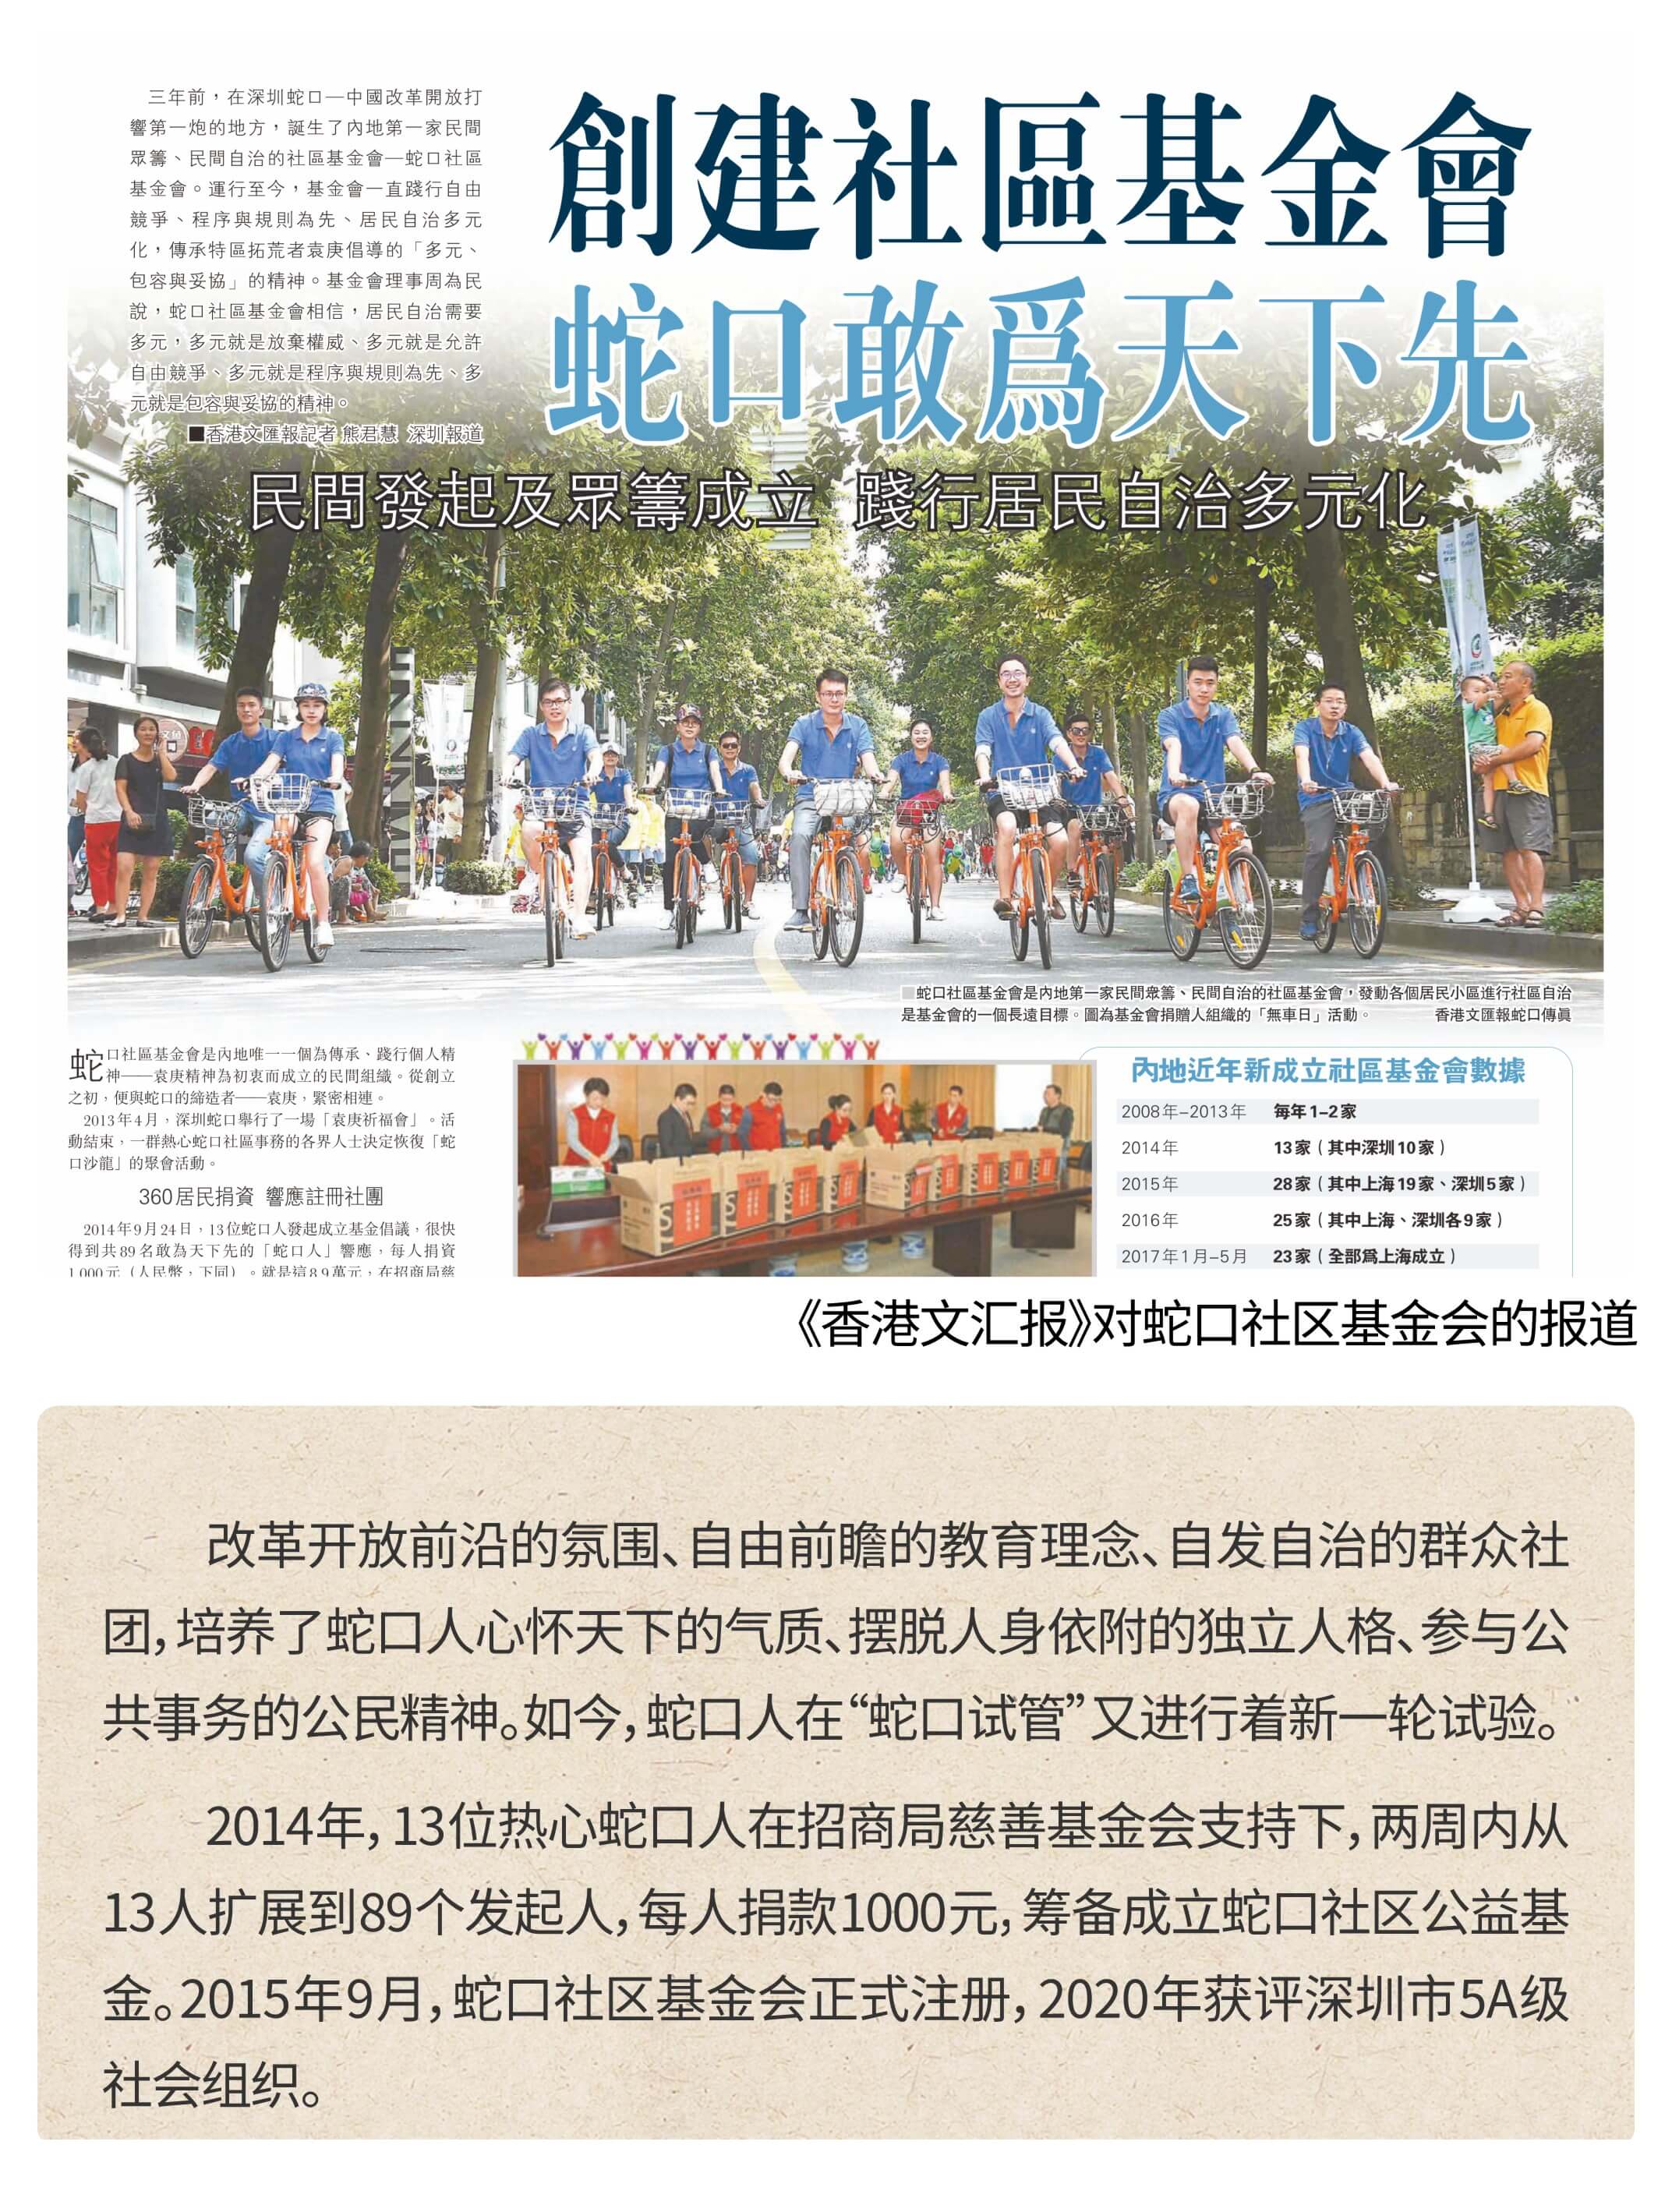 三年前，在深圳蛇口—中國改革開放打
響第一炮的地方，誕生了內地第一家民間
眾籌、民間自治的社區基金會—蛇口社區
基金會。運行至今，基金會一直踐行自由
競爭、程序與規則為先、居民自治多元
化，傳承特區拓荒者袁庚倡導的「多元、
包容與妥協」的精神。基金會理事周為民
說，蛇口社區基金會相信，居民自治需要
多元，多元就是放棄權威、多元就是允許
自由競爭、多元就是程序與規則為先、多
元就是包容與妥協的精神。
■香港文匯報記者 熊君慧 深圳報道
創建社區基金會
蛇口敢爲天下先
民間發起及眾籌成立 踐行居民自治多元化
■蛇口社區基金會是內地第一家民間眾籌、民間自治的社區基金會，發動各個居民小區進行社區自治
是基金會的一個長遠目標。圖為基金會捐贈人組織的「無車日」活動。 香港文匯報蛇口傳真
蛇口社區基金會是內地唯一一個為傳承、踐行個人精
神——袁庚精神為初衷而成立的民間組織。從創立
之初，便與蛇口的締造者——袁庚，緊密相連。
2013年4月，深圳蛇口舉行了一場「袁庚祈福會」。活
動結束，一群熱心蛇口社區事務的各界人士決定恢復「蛇
口沙龍」的聚會活動。
360居民捐資 響應註冊社團
2014年9月24日，13位蛇口人發起成立基金倡議，很快
得到共89名敢為天下先的「蛇口人」響應，每人捐資
1,000元（人民幣，下同）。就是這8.9萬元，在招商局慈
內地近年新成立社區基金會數據
2008年–2013年 每年1–2家
2014年 13家（其中深圳10家）
2015年 28家（其中上海19家、深圳5家）
2016年 25家（其中上海、深圳各9家）
2017年1月–5月 23家（全部爲上海成立）
《香港文汇报》对蛇口社区基金会的报道
改革开放前沿的氛围、自由前瞻的教育理念、自发自治的群众社
团，培养了蛇口人心怀天下的气质、摆脱人身依附的独立人格、参与公
共事务的公民精神。如今，蛇口人在“蛇口试管”又进行着新一轮试验。
2014年，13位热心蛇口人在招商局慈善基金会支持下，两周内从
13人扩展到89个发起人，每人捐款1000元，筹备成立蛇口社区公益基
金。2015年9月，蛇口社区基金会正式注册，2020年获评深圳市5A级
社会组织。